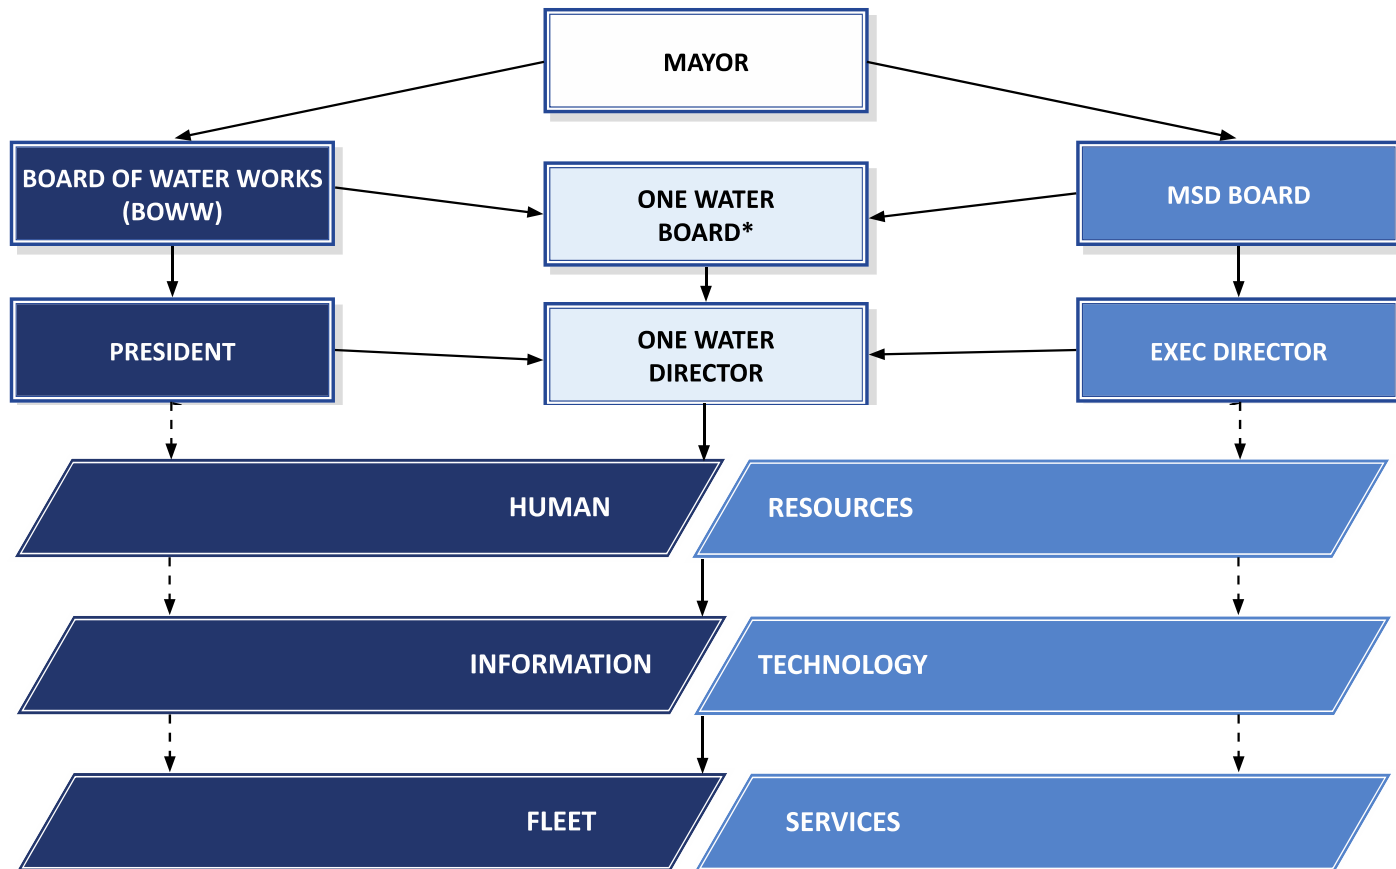 MAYOR
BOARD OF WATER WORKS
(BOWW)
ONE WATER
BOARD*
MSD BOARD
PRESIDENT
ONE WATER
DIRECTOR
EXEC DIRECTOR
HUMAN RESOURCES
INFORMATION TECHNOLOGY
FLEET SERVICES